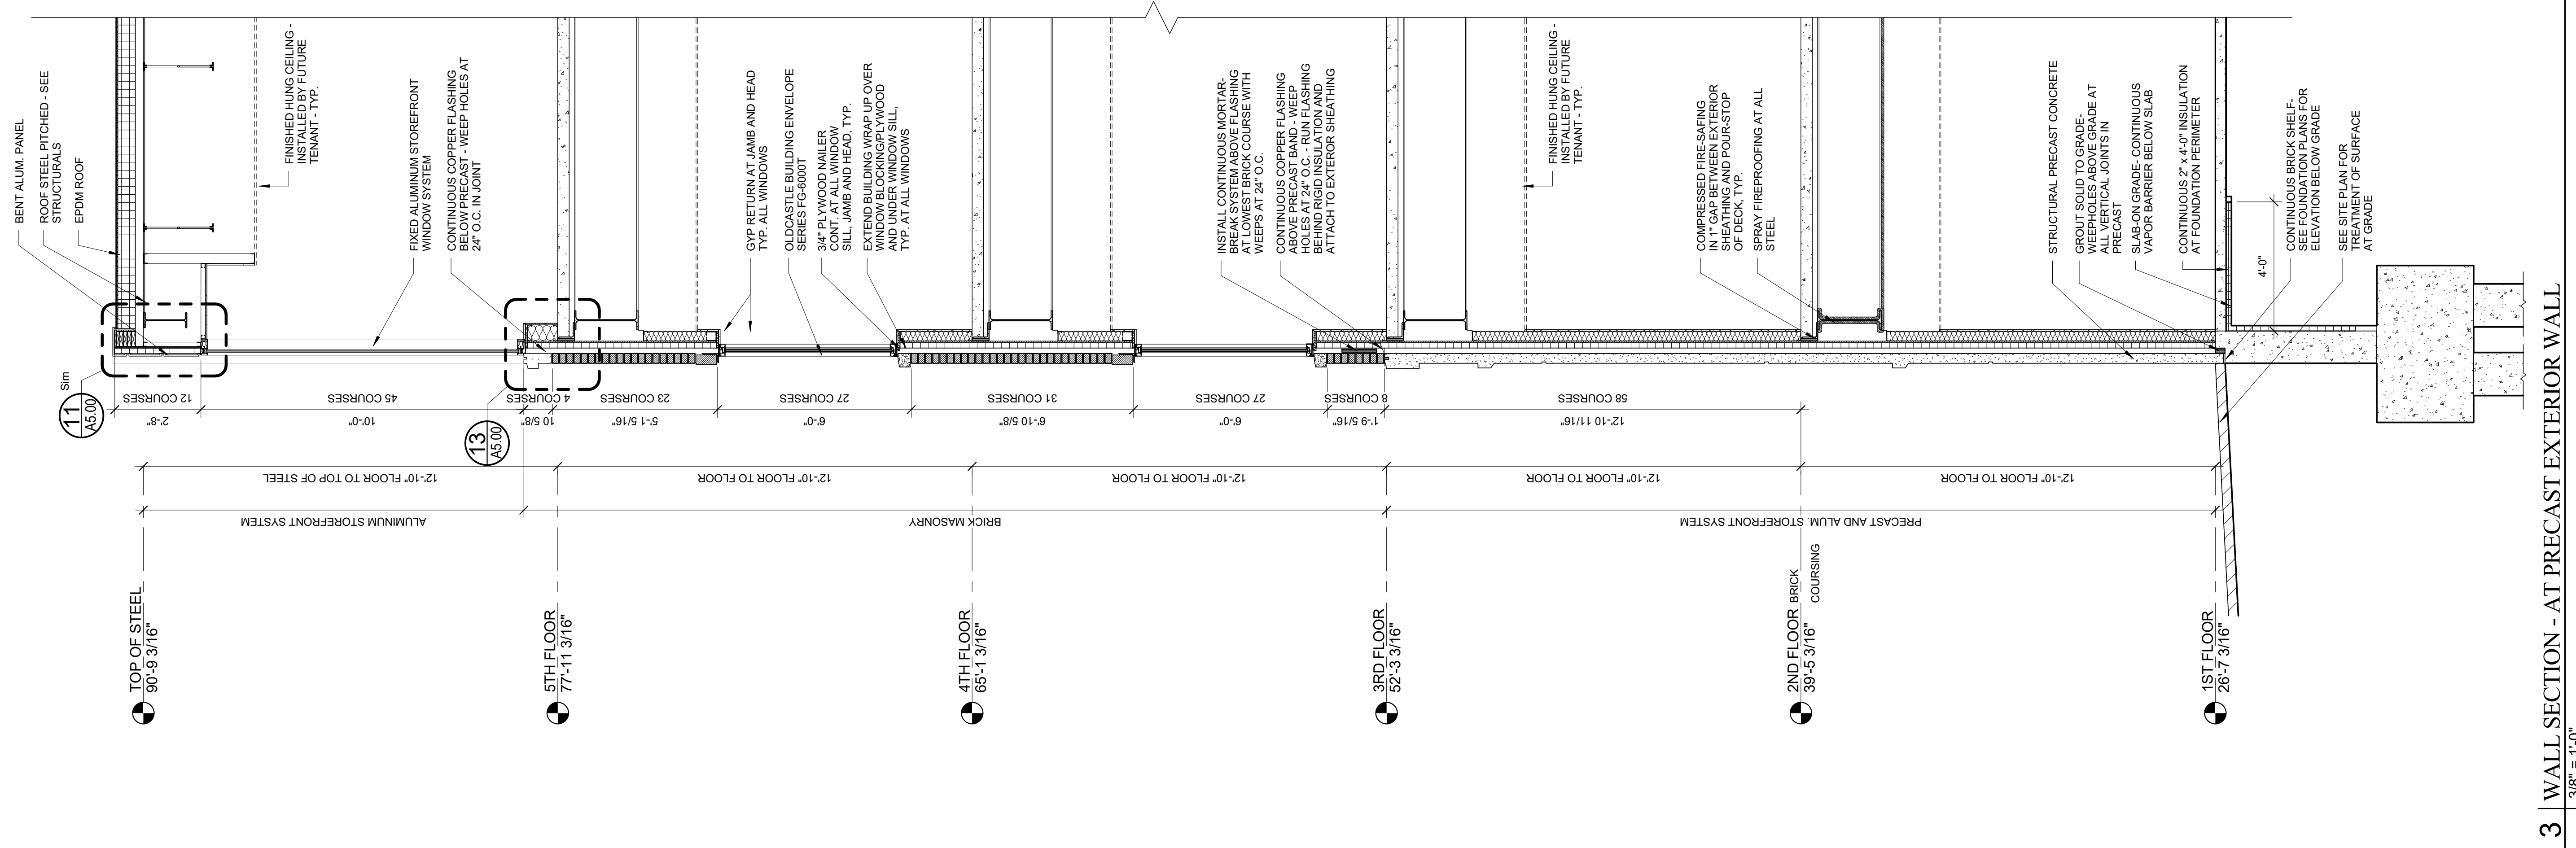 BENT ALUM. PANEL
ROOF STEEL PITCHED - SEE
STRUCTURALS
EPDM ROOF
FINISHED HUNG CEILING -
INSTALLED BY FUTURE
TENANT - TYP.
FIXED ALUMINUM STOREFRONT
WINDOW SYSTEM
CONTINUOUS COPPER FLASHING
BELOW PRECAST - WEEP HOLES AT
24" O.C. IN JOINT
GYP RETURN AT JAMB AND HEAD
TYP. ALL WINDOWS
OLDCASTLE BUILDING ENVELOPE
SERIES FG-6000T
3/4" PLYWOOD NAILER
CONT. AT ALL WINDOW
SILL, JAMB AND HEAD, TYP.
EXTEND BUILDING WRAP UP OVER
WINDOW BLOCKING/PLYWOOD
AND UNDER WINDOW SILL,
TYP. AT ALL WINDOWS
INSTALL CONTINUOUS MORTAR-
BREAK SYSTEM ABOVE FLASHING
AT LOWEST BRICK COURSE WITH
WEEPS AT 24" O.C.
CONTINUOUS COPPER FLASHING
ABOVE PRECAST BAND - WEEP
HOLES AT 24" O.C. - RUN FLASHING
BEHIND RIGID INSULATION AND
ATTACH TO EXTERIOR SHEATHING
FINISHED HUNG CEILING -
INSTALLED BY FUTURE
TENANT - TYP.
COMPRESSED FIRE-SAFING
IN 1" GAP BETWEEN EXTERIOR
SHEATHING AND POUR-STOP
OF DECK, TYP.
SPRAY FIREPROOFING AT ALL
STEEL
STRUCTURAL PRECAST CONCRETE
GROUT SOLID TO GRADE-
WEEPHOLES ABOVE GRADE AT
ALL VERTICAL JOINTS IN
PRECAST
SLAB-ON GRADE- CONTINUOUS
VAPOR BARRIER BELOW SLAB
CONTINUOUS 2" x 4'-0" INSULATION
AT FOUNDATION PERIMETER
4'-0"
CONTINUOUS BRICK SHELF-
SEE FOUNDATION PLANS FOR
ELEVATION BELOW GRADE
SEE SITE PLAN FOR
TREATMENT OF SURFACE
AT GRADE
11
A5.00
Sim
13
A5.00
12 COURSES
2'-8"
45 COURSES
10'-0"
4 COURSES
10 5/8"
23 COURSES
5'-1 5/16"
27 COURSES
6'-0"
31 COURSES
6'-10 5/8"
27 COURSES
6'-0"
8 COURSES
1'-9 5/16"
58 COURSES
12'-10 11/16"
12'-10" FLOOR TO TOP OF STEEL
12'-10" FLOOR TO FLOOR
12'-10" FLOOR TO FLOOR
12'-10" FLOOR TO FLOOR
12'-10" FLOOR TO FLOOR
ALUMINUM STOREFRONT SYSTEM
BRICK MASONRY
PRECAST AND ALUM. STOREFRONT SYSTEM
TOP OF STEEL
90'-9 3/16"
5TH FLOOR
77'-11 3/16"
4TH FLOOR
65'-1 3/16"
3RD FLOOR
52'-3 3/16"
2ND FLOOR
39'-5 3/16"
BRICK
COURSING
1ST FLOOR
26'-7 3/16"
3 WALL SECTION - AT PRECAST EXTERIOR WALL
3/8" = 1'-0"